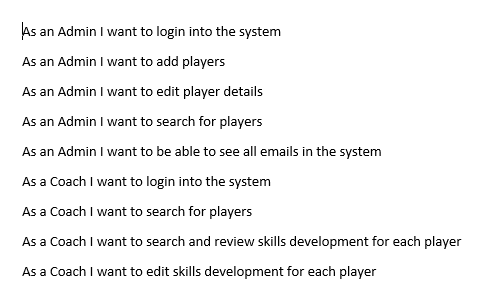 As an Admin I want to login into the system
As an Admin I want to add players
As an Admin I want to edit player details
As an Admin I want to search for players
As an Admin I want to be able to see all emails in the system
As a Coach I want to login into the system
As a Coach I want to search for players
As a Coach I want to search and review skills development for each player
As a Coach I want to edit skills development for each player